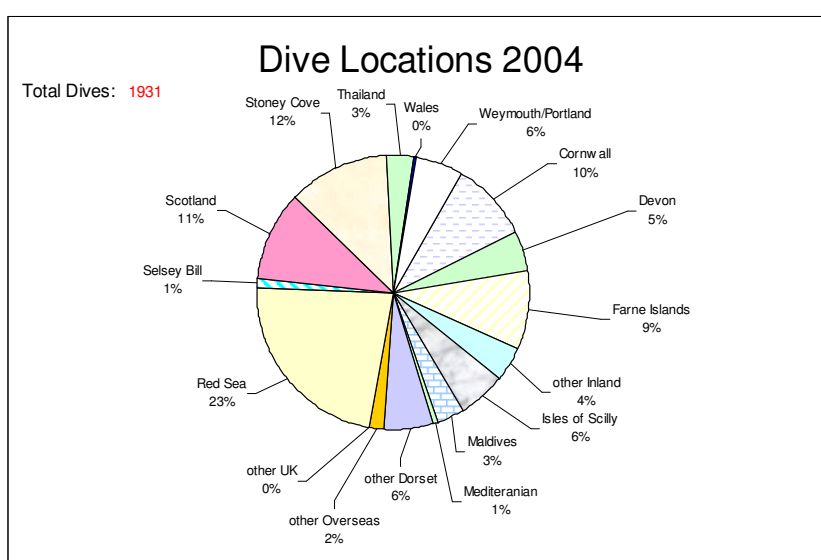 Dive Locations 2004
Total Dives: 1931
Thailand
3%
Wales
0%
Weymouth/Portland
6%
Cornwall
10%
Devon
5%
Farne Islands
9%
other Inland
4%
Isles of Scilly
6%
Maldives
3%
Mediteranian
1%
other Dorset
6%
other Overseas
2%
other UK
0%
Red Sea
23%
Selsey Bill
1%
Scotland
11%
Stoney Cove
12%